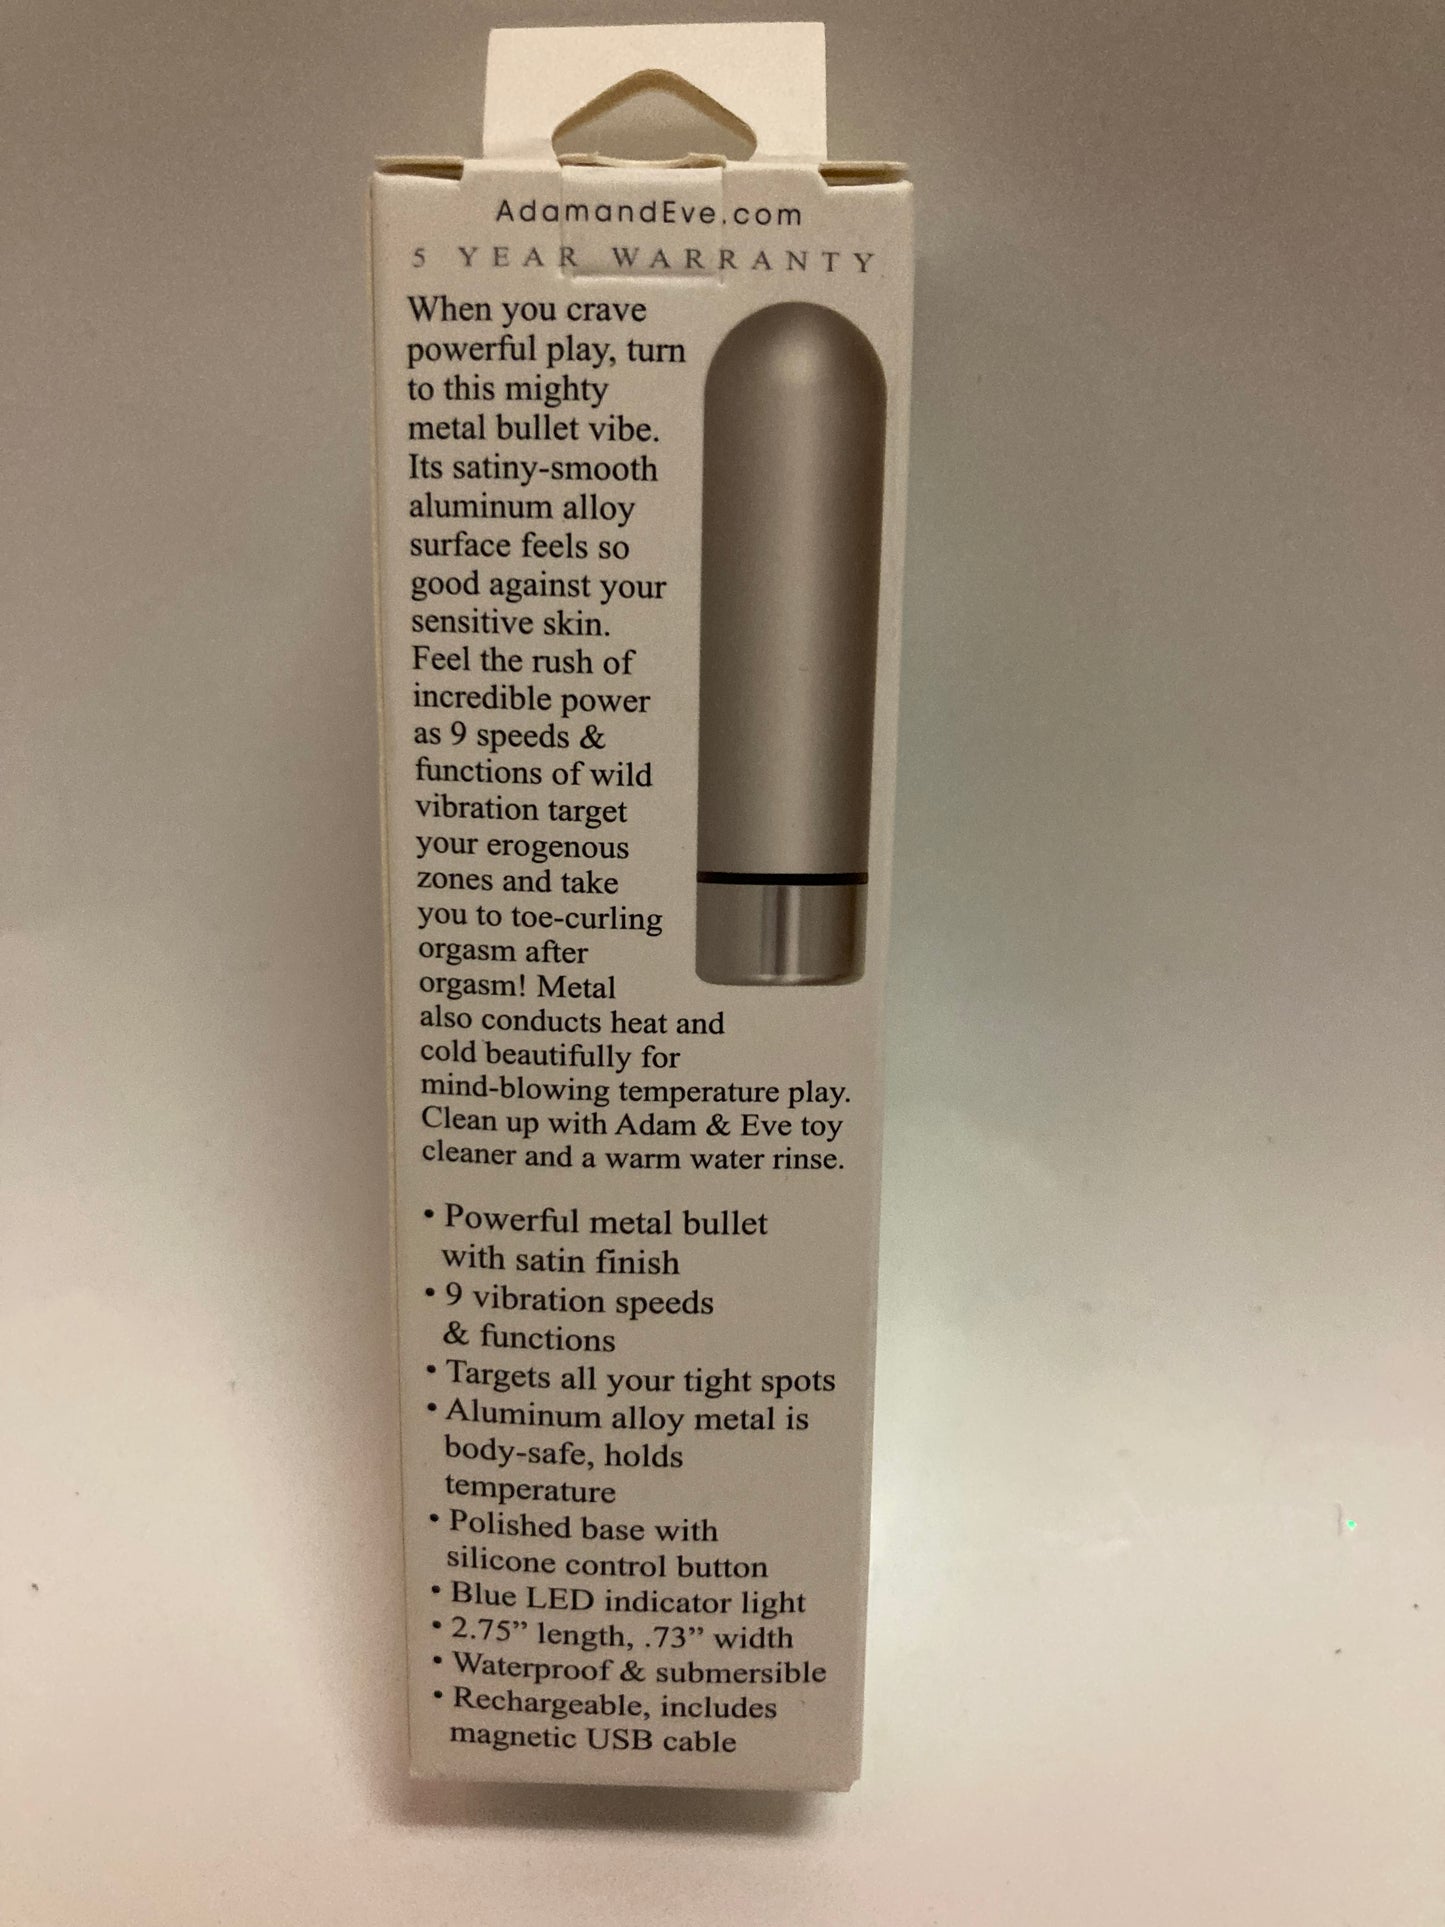 AdamandEve.com
5 YEAR WARRANTY
When you crave
powerful play, turn
to this mighty
metal bullet vibe.
Its satiny-smooth
aluminum alloy
surface feels so
good against your
sensitive skin.
Feel the rush of
incredible power
as 9 speeds &
functions of wild
vibration target
your erogenous
zones and take
you to toe-curling
orgasm after
orgasm! Metal
also conducts heat and
cold beautifully for
mind-blowing temperature play.
Clean up with Adam & Eve toy
cleaner and a warm water rinse.
• Powerful metal bullet
with satin finish
• 9 vibration speeds
& functions
• Targets all your tight spots
• Aluminum alloy metal is
body-safe, holds
temperature
• Polished base with
silicone control button
• Blue LED indicator light
• 2.75” length, .73” width
• Waterproof & submersible
• Rechargeable, includes
magnetic USB cable